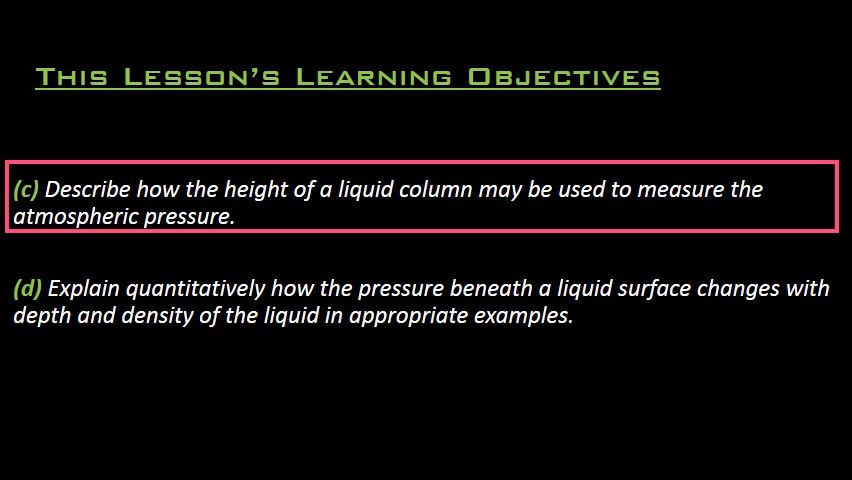 This Lesson's Learning Objectives
(c) Describe how the height of a liquid column may be used to measure the
atmospheric pressure.
(d) Explain quantitatively how the pressure beneath a liquid surface changes with
depth and density of the liquid in appropriate examples.